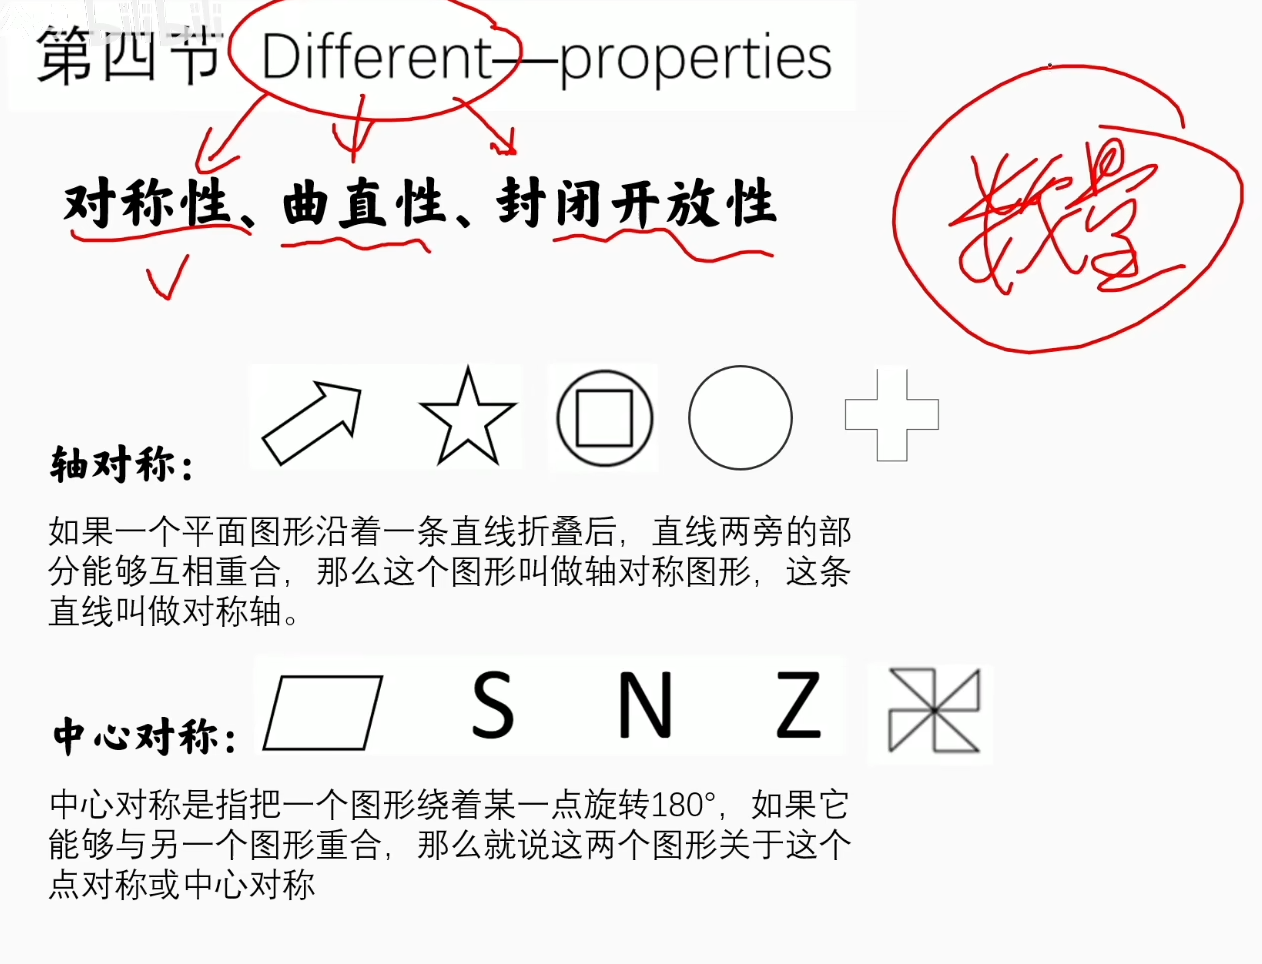 第四节 Different—properties
对称性、曲直性、封闭开放性
数量
轴对称：
如果一个平面图形沿着一条直线折叠后，直线两旁的部
分能够互相重合，那么这个图形叫做轴对称图形，这条
直线叫做对称轴。
中心对称：
S N Z
中心对称是指把一个图形绕着某一点旋转180°，如果它
能够与另一个图形重合，那么就说这两个图形关于这个
点对称或中心对称